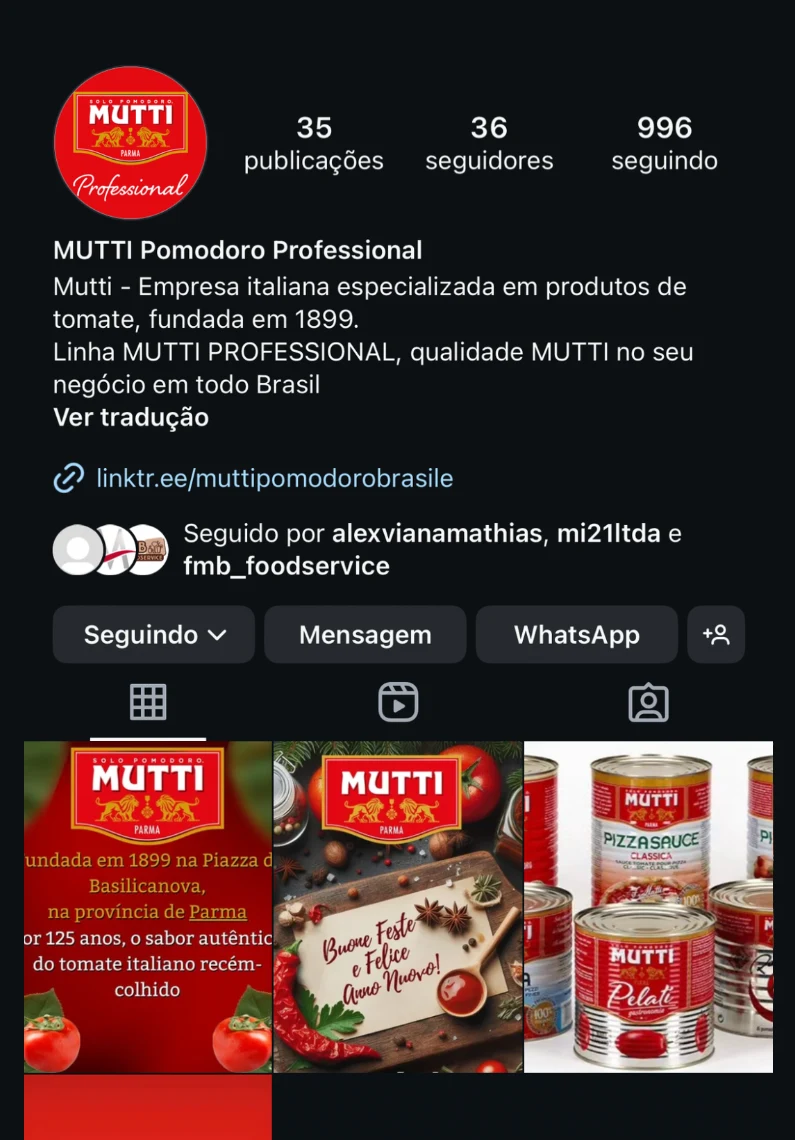 SOLO POMODORO.
MUTTI
PARMA
Professional
35
publicações
36
seguidores
996
seguindo
MUTTI Pomodoro Professional
Mutti - Empresa italiana especializada em produtos de
tomate, fundada em 1899.
Linha MUTTI PROFESSIONAL, qualidade MUTTI no seu
negócio em todo Brasil
Ver tradução
linktr.ee/muttipomodorobrasile
Seguido por alexvianamathias, mi21ltda e
fmb_foodservice
Seguindo
Mensagem
WhatsApp
SOLO POMODORO.
MUTTI
PARMA
undada em 1899 na Piazza d
Basilicanova,
na província de Parma
or 125 anos, o sabor autêntic
do tomate italiano recém-
colhido
MUTTI
PARMA
Buone Feste
e Felice
Anno Nuovo!
MUTTI
PIZZA SAUCE
CLASSICA
MUTTI
Pelati